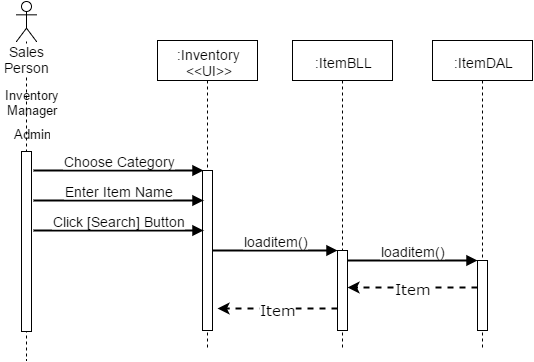 Sales
Person
Inventory
Manager
Admin
:Inventory
<<UI>>
:ItemBLL
:ItemDAL
Choose Category
Enter Item Name
Click [Search] Button
loaditem()
loaditem()
Item
Item